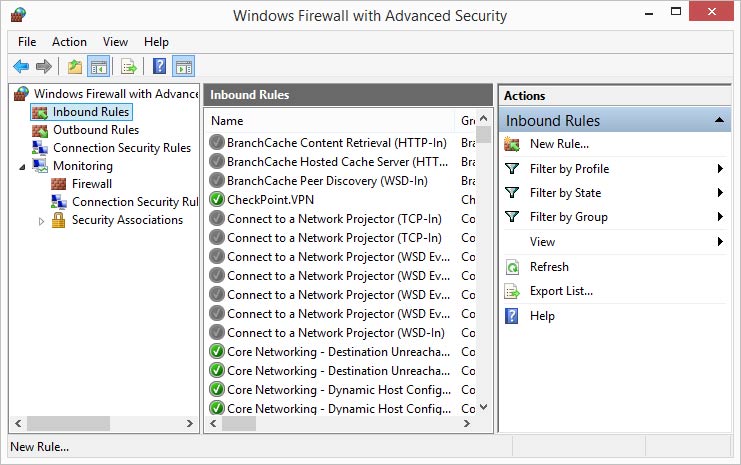 Windows Firewall with Advanced Security
File Action View Help
Windows Firewall with Advance
Inbound Rules
Outbound Rules
Connection Security Rules
Monitoring
Firewall
Connection Security Rul
Security Associations
Inbound Rules
Name Gr
BranchCache Content Retrieval (HTTP-In) Bra
BranchCache Hosted Cache Server (HTT... Bra
BranchCache Peer Discovery (WSD-In) Bra
CheckPoint.VPN Ch
Connect to a Network Projector (TCP-In) Co
Connect to a Network Projector (TCP-In) Co
Connect to a Network Projector (WSD Ev... Co
Connect to a Network Projector (WSD Ev... Co
Connect to a Network Projector (WSD Ev... Co
Connect to a Network Projector (WSD Ev... Co
Connect to a Network Projector (WSD-In) Co
Core Networking - Destination Unreacha... Co
Core Networking - Destination Unreacha... Co
Core Networking - Dynamic Host Config... Co
Core Networking - Dynamic Host Config... Co
Actions
Inbound Rules
New Rule...
Filter by Profile
Filter by State
Filter by Group
View
Refresh
Export List...
Help
New Rule...